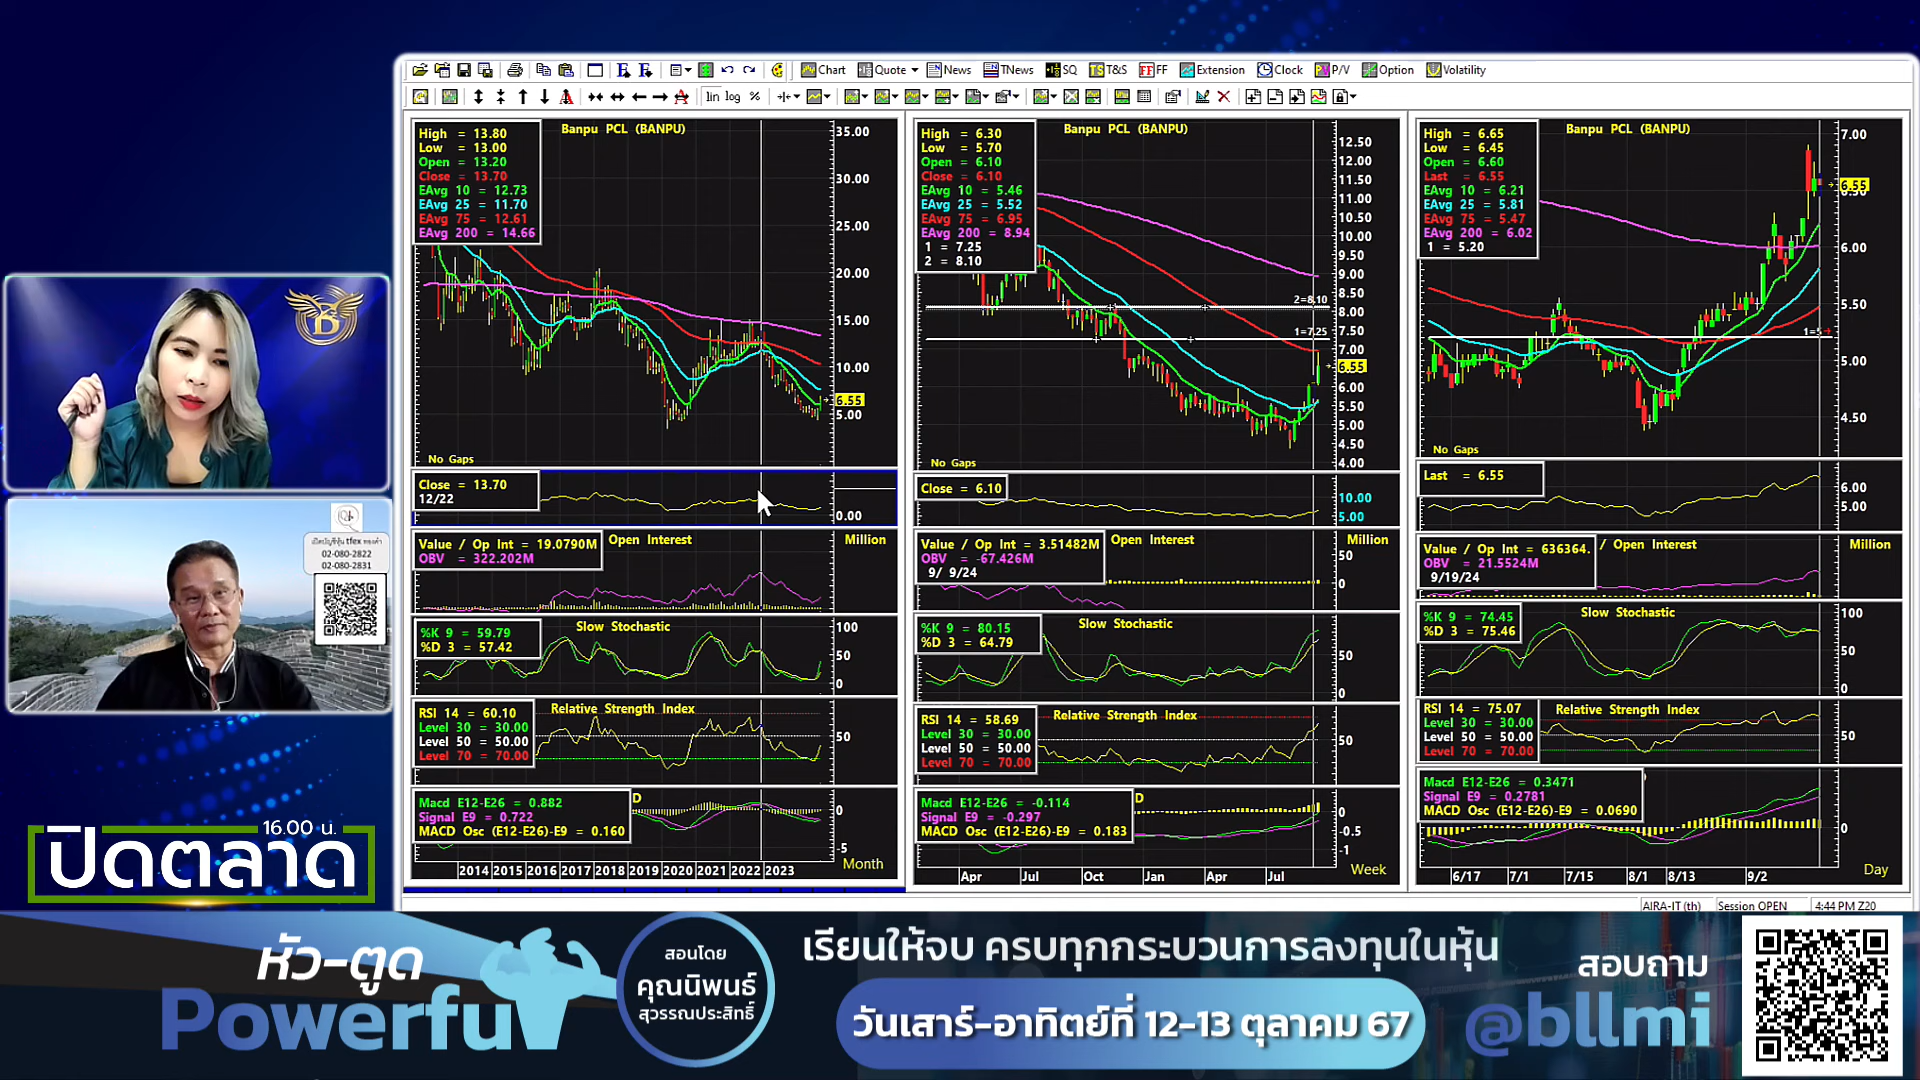 Chart Quote News TNews SQ TS T&S FF FF Extension Clock P/V Option Volatility
lin log %
Banpu PCL (BANPU)
High = 13.80
Low = 13.00
Open = 13.20
Close = 13.70
EAvg 10 = 12.73
EAvg 25 = 11.70
EAvg 75 = 12.61
EAvg 200 = 14.66
35.00
30.00
25.00
20.00
15.00
10.00
6.55
5.00
No Gaps
Close = 13.70
12/22
0.00
Value / Op Int = 19.0790M Open Interest Million
OBV = 322.202M
%K 9 = 59.79 Slow Stochastic 100
%D 3 = 57.42
50
0
RSI 14 = 60.10 Relative Strength Index
Level 30 = 30.00
Level 50 = 50.00
Level 70 = 70.00
50
Macd E12-E26 = 0.882 D
Signal E9 = 0.722
MACD Osc (E12-E26)-E9 = 0.160
0
-5
Month
2014 2015 2016 2017 2018 2019 2020 2021 2022 2023
Banpu PCL (BANPU)
High = 6.30
Low = 5.70
Open = 6.10
Close = 6.10
EAvg 10 = 5.46
EAvg 25 = 5.52
EAvg 75 = 6.95
EAvg 200 = 8.94
1 = 7.25
2 = 8.10
12.50
12.00
11.50
11.00
10.50
10.00
9.50
9.00
8.50
8.00
7.50
7.00
6.55
6.00
5.50
5.00
4.50
4.00
2=8.10
1=7.25
No Gaps
Close = 6.10
10.00
5.00
Value / Op Int = 3.51482M Open Interest Million
OBV = -67.426M
9/ 9/24
50
0
%K 9 = 80.15 Slow Stochastic
%D 3 = 64.79
50
0
RSI 14 = 58.69 Relative Strength Index
Level 30 = 30.00
Level 50 = 50.00
Level 70 = 70.00
50
Macd E12-E26 = -0.114 D
Signal E9 = -0.297
MACD Osc (E12-E26)-E9 = 0.183
0
-0.5
-1
Week
Apr Jul Oct Jan Apr Jul
Banpu PCL (BANPU)
High = 6.65
Low = 6.45
Open = 6.60
Last = 6.55
EAvg 10 = 6.21
EAvg 25 = 5.81
EAvg 75 = 5.47
EAvg 200 = 6.02
1 = 5.20
7.00
6.55
6.00
5.50
5.00
4.50
No Gaps
Last = 6.55
6.00
5.00
Value / Op Int = 636364. / Open Interest Million
OBV = 21.5524M
9/19/24
%K 9 = 74.45 Slow Stochastic 100
%D 3 = 75.46
50
0
RSI 14 = 75.07 Relative Strength Index
Level 30 = 30.00
Level 50 = 50.00
Level 70 = 70.00
50
Macd E12-E26 = 0.3471
Signal E9 = 0.2781
MACD Osc (E12-E26)-E9 = 0.0690
0
Day
6/17 7/1 7/15 8/1 8/13 9/2
AIRA-IT (th) Session OPEN 4:44 PM Z20
เปิดบัญชีหุ้น tfex ทองคำ
02-080-2822
02-080-2831
16.00 น.
ปิดตลาด
หัว-ตูด
Powerful
สอนโดย
คุณนิพนธ์
สุวรรณประสิทธิ์
เรียนให้จบ ครบทุกกระบวนการลงทุนในหุ้น
วันเสาร์-อาทิตย์ที่ 12-13 ตุลาคม 67
สอบถาม
@bllmi